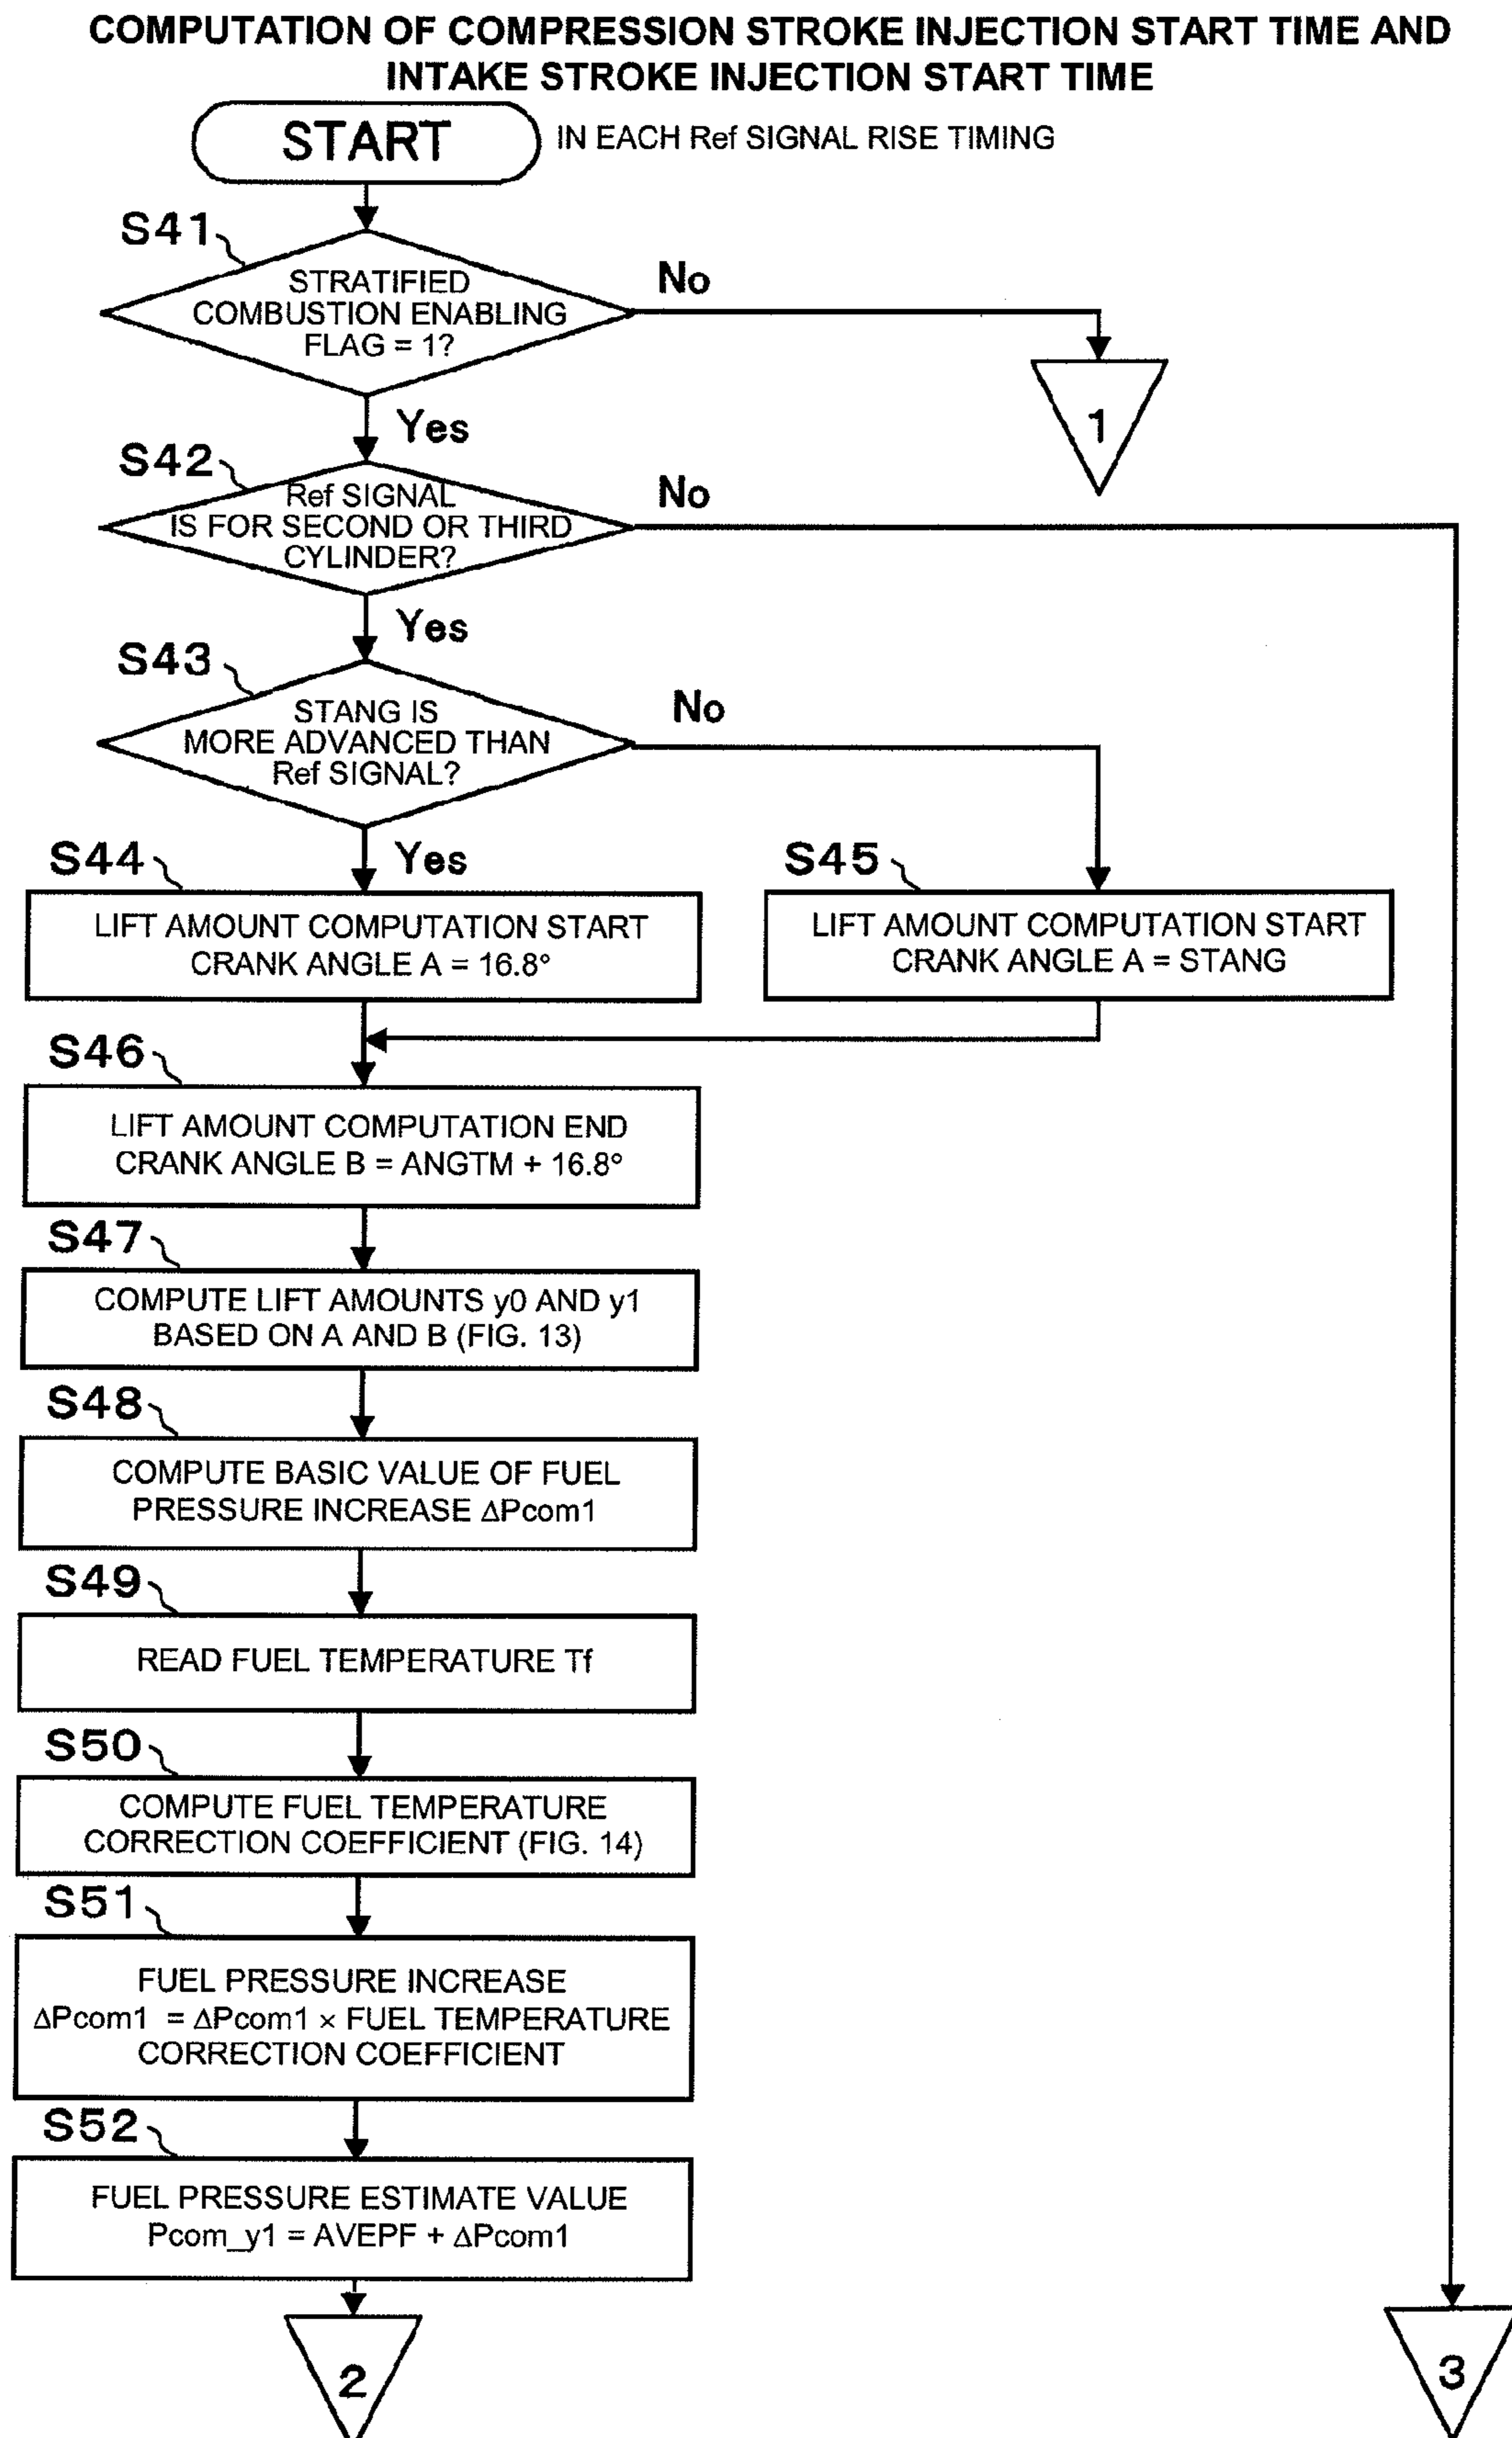 COMPUTATION OF COMPRESSION STROKE INJECTION START TIME AND
INTAKE STROKE INJECTION START TIME
START
IN EACH Ref SIGNAL RISE TIMING
S41
STRATIFIED
COMBUSTION ENABLING
FLAG = 1?
No
1
Yes
S42
Ref SIGNAL
IS FOR SECOND OR THIRD
CYLINDER?
No
Yes
S43
STANG IS
MORE ADVANCED THAN
Ref SIGNAL?
No
Yes
S44
LIFT AMOUNT COMPUTATION START
CRANK ANGLE A = 16.8°
S45
LIFT AMOUNT COMPUTATION START
CRANK ANGLE A = STANG
S46
LIFT AMOUNT COMPUTATION END
CRANK ANGLE B = ANGTM + 16.8°
S47
COMPUTE LIFT AMOUNTS y0 AND y1
BASED ON A AND B (FIG. 13)
S48
COMPUTE BASIC VALUE OF FUEL
PRESSURE INCREASE ΔPcom1
S49
READ FUEL TEMPERATURE Tf
S50
COMPUTE FUEL TEMPERATURE
CORRECTION COEFFICIENT (FIG. 14)
S51
FUEL PRESSURE INCREASE
ΔPcom1 = ΔPcom1 × FUEL TEMPERATURE
CORRECTION COEFFICIENT
S52
FUEL PRESSURE ESTIMATE VALUE
Pcom_y1 = AVEPF + ΔPcom1
2
3